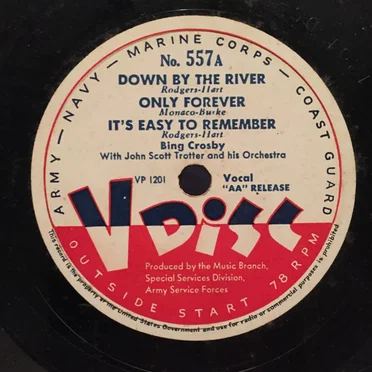 ARMY — NAVY — MARINE CORPS — COAST GUARD
No. 557A
DOWN BY THE RIVER
Rodgers-Hart
ONLY FOREVER
Monaco-Burke
IT'S EASY TO REMEMBER
Rodgers-Hart
Bing Crosby
With John Scott Trotter and his Orchestra
VP 1201
Vocal
"AA" RELEASE
V DISC
Produced by the Music Branch,
Special Services Division,
Army Service Forces
OUTSIDE START 78 RPM
This record is the property of the United States Government and use for radio or commercial purposes is prohibited